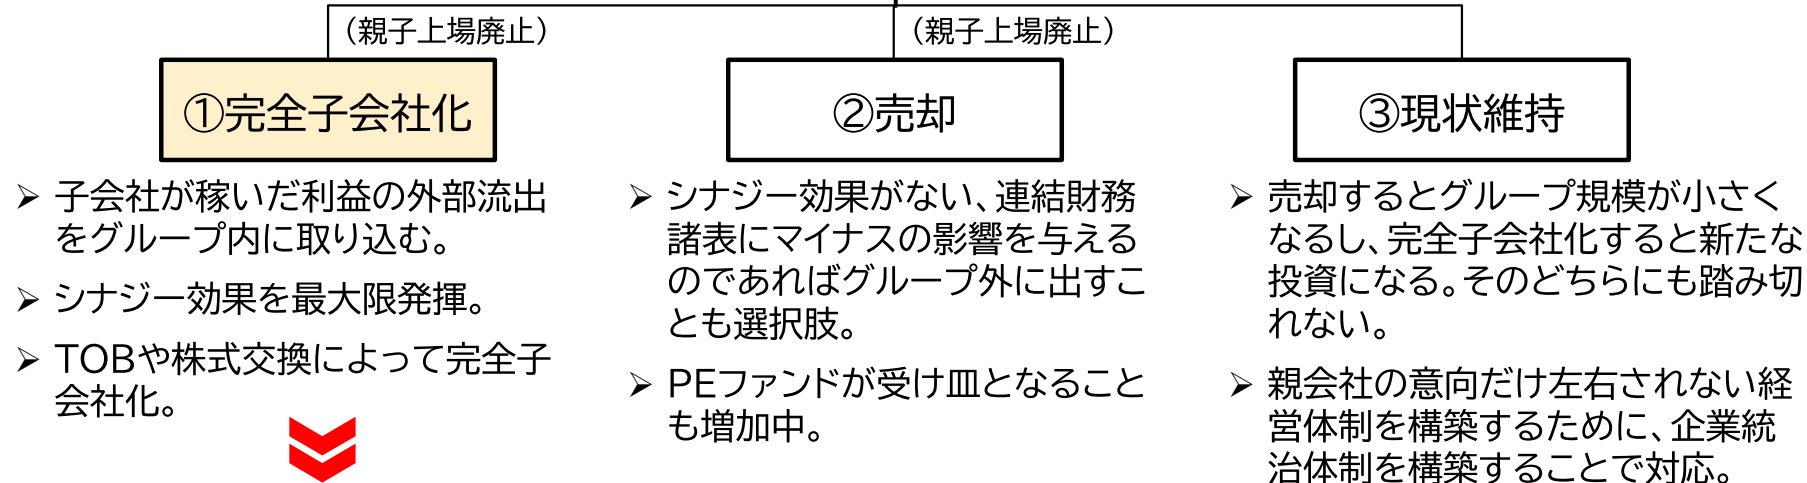 （親子上場廃止）
（親子上場廃止）
①完全子会社化
②売却
③現状維持
➢ 子会社が稼いだ利益の外部流出
をグループ内に取り込む。
➢ シナジー効果を最大限発揮。
➢ TOBや株式交換によって完全子
会社化。
➢ シナジー効果がない、連結財務
諸表にマイナスの影響を与える
のであればグループ外に出すこ
とも選択肢。
➢ PEファンドが受け皿となること
も増加中。
➢ 売却するとグループ規模が小さく
なるし、完全子会社化すると新たな
投資になる。そのどちらにも踏み切
れない。
➢ 親会社の意向だけ左右されない経
営体制を構築するために、企業統
治体制を構築することで対応。